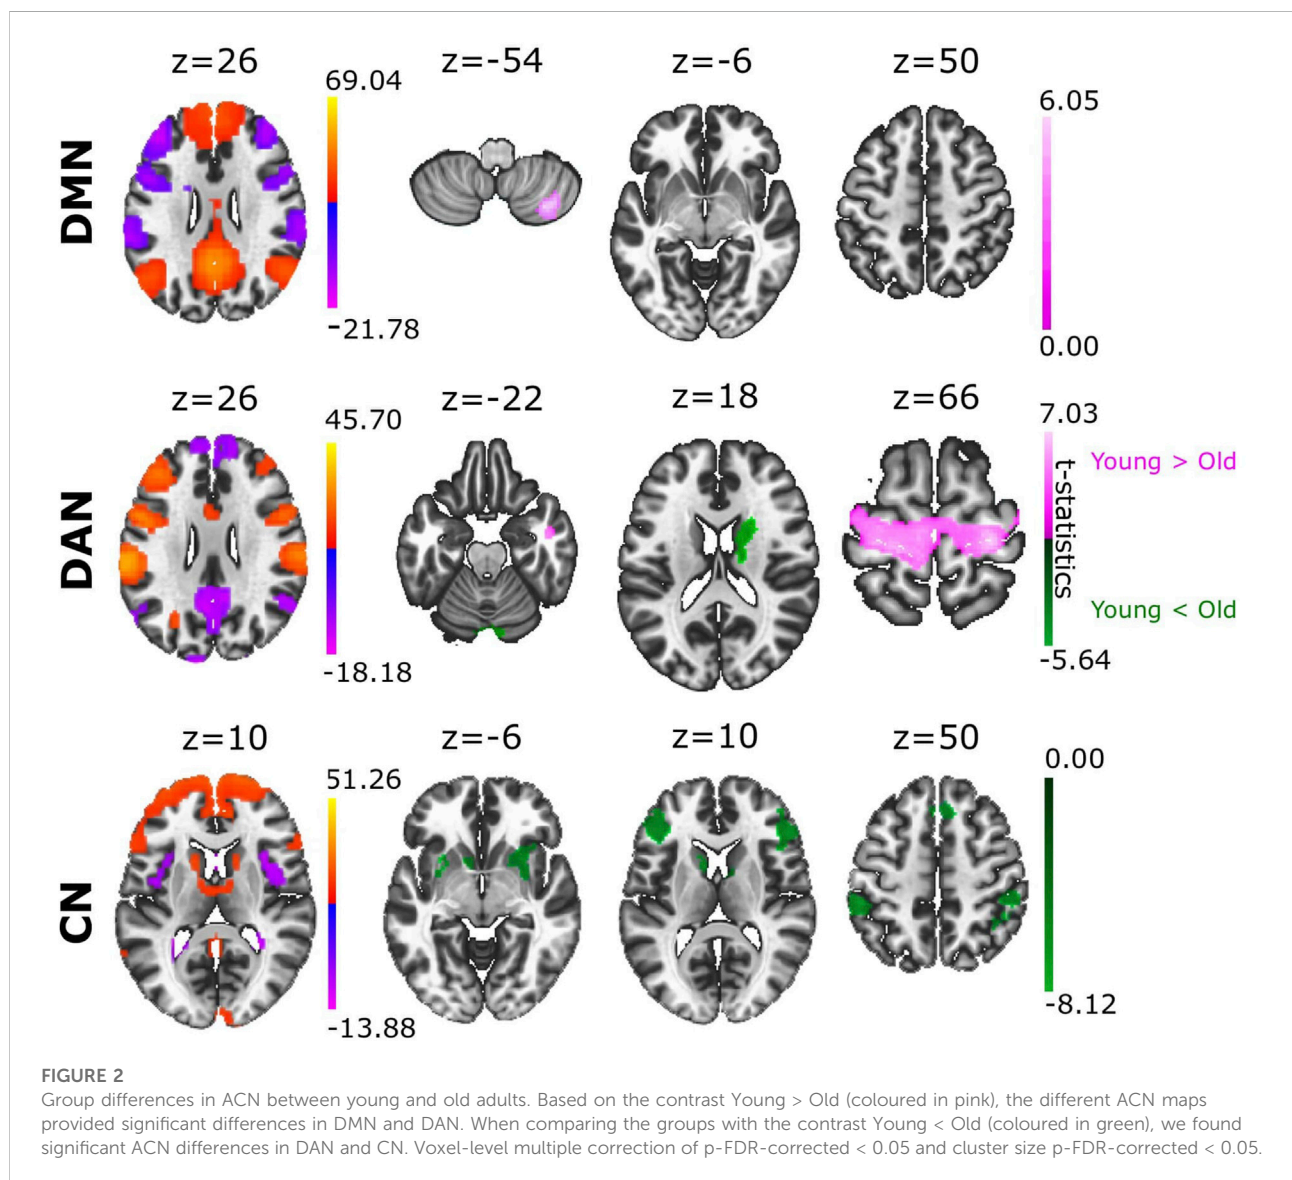 z=26
z=-54
z=-6
z=50
69.04
6.05
DMN
-21.78
0.00
z=26
z=-22
z=18
z=66
45.70
7.03
DAN
t-statistics
Young > Old
Young < Old
-18.18
-5.64
z=10
z=-6
z=10
z=50
51.26
0.00
CN
-13.88
-8.12
FIGURE 2
Group differences in ACN between young and old adults. Based on the contrast Young > Old (coloured in pink), the different ACN maps
provided significant differences in DMN and DAN. When comparing the groups with the contrast Young < Old (coloured in green), we found
significant ACN differences in DAN and CN. Voxel-level multiple correction of p-FDR-corrected < 0.05 and cluster size p-FDR-corrected < 0.05.